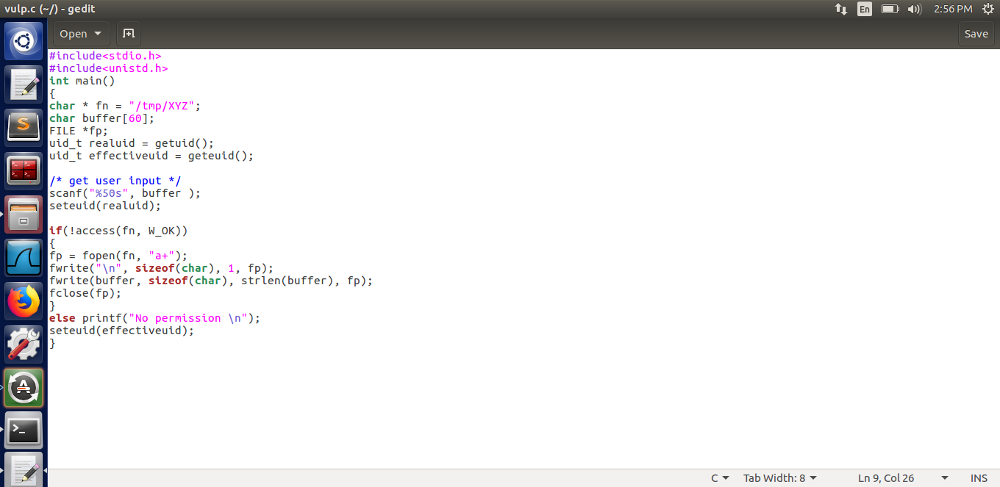 vulp.c (~/) - gedit
En
2:56 PM
Open
Save
#include<stdio.h>
#include<unistd.h>
int main()
{
char * fn = "/tmp/XYZ";
char buffer[60];
FILE *fp;
uid_t realuid = getuid();
uid_t effectiveuid = geteuid();
/* get user input */
scanf("%50s", buffer );
seteuid(realuid);
if(!access(fn, W_OK))
{
fp = fopen(fn, "a+");
fwrite("\n", sizeof(char), 1, fp);
fwrite(buffer, sizeof(char), strlen(buffer), fp);
fclose(fp);
}
else printf("No permission \n");
seteuid(effectiveuid);
}
C
Tab Width: 8
Ln 9, Col 26
INS